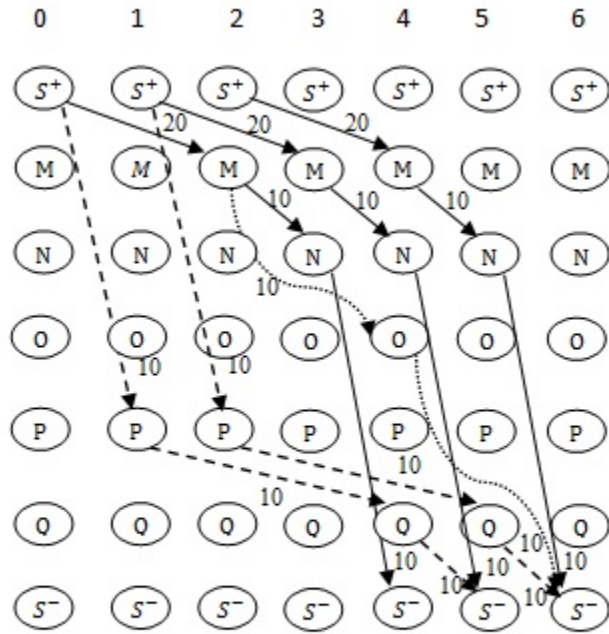 0 1 2 3 4 5 6
S⁺ S⁺ S⁺ S⁺ S⁺ S⁺ S⁺
20 20 20
M M M M M M M
10 10 10
N N N N N N N
10
O O O O O O O
10 10
P P P P P P P
10
10
Q Q Q Q Q Q Q
10 10 10 10
10 10
S⁻ S⁻ S⁻ S⁻ S⁻ S⁻ S⁻